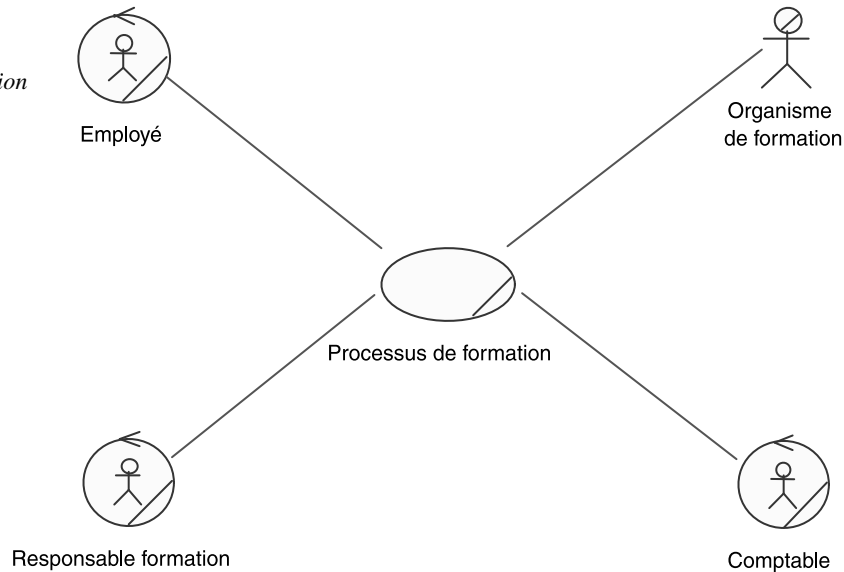 ion
Employé
Organisme
de formation
Processus de formation
Responsable formation
Comptable